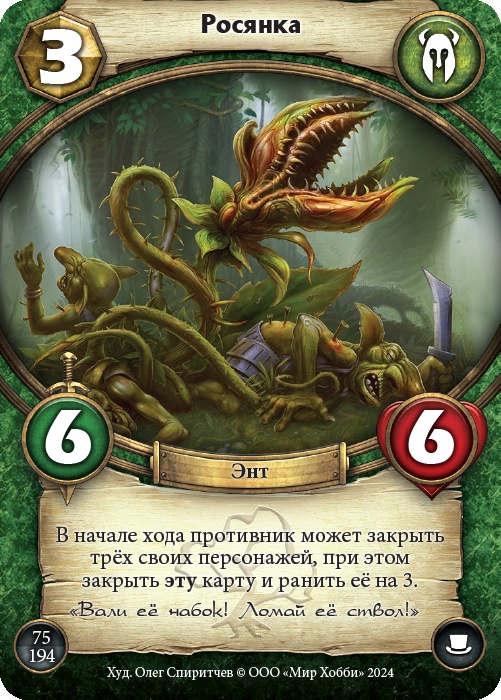 3
Росянка
6
6
Энт
В начале хода противник может закрыть
трёх своих персонажей, при этом
закрыть эту карту и ранить её на 3.
«Вали её набок! Ломай её ствол!»
75
194
Худ. Олег Спиритчев © ООО «Мир Хобби» 2024